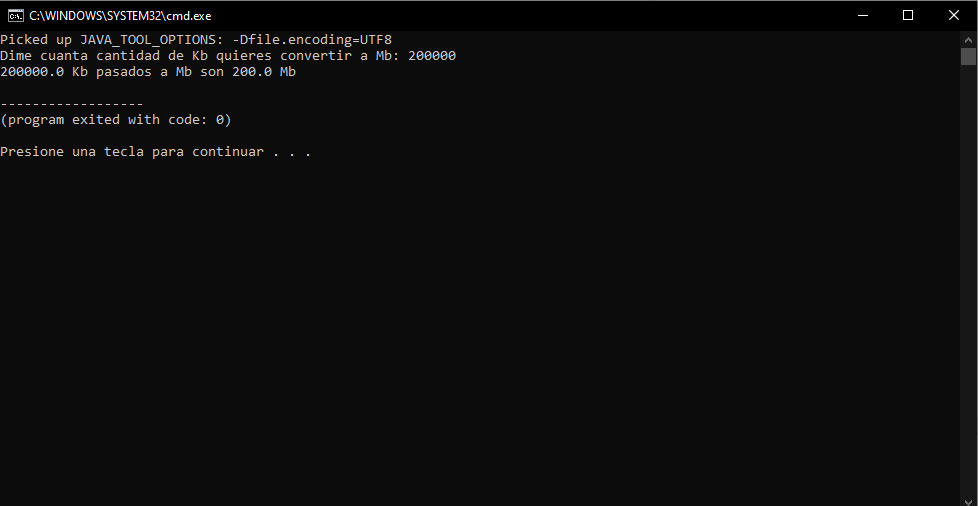 C:\WINDOWS\SYSTEM32\cmd.exe
Picked up JAVA_TOOL_OPTIONS: -Dfile.encoding=UTF8
Dime cuanta cantidad de Kb quieres convertir a Mb: 200000
200000.0 Kb pasados a Mb son 200.0 Mb
------------------
(program exited with code: 0)
Presione una tecla para continuar . . .